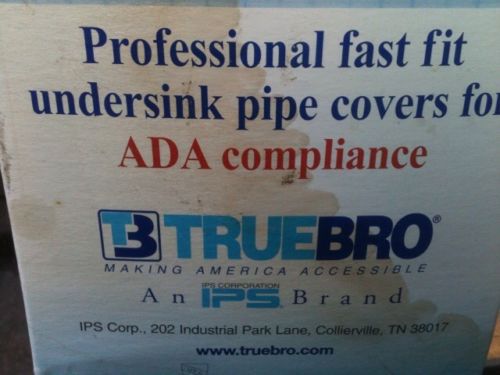 Professional fast fit
undersink pipe covers for
ADA compliance
TB TRUEBRO®
MAKING AMERICA ACCESSIBLE
IPS CORPORATION
An IPS® Brand
IPS Corp., 202 Industrial Park Lane, Collierville, TN 38017
www.truebro.com